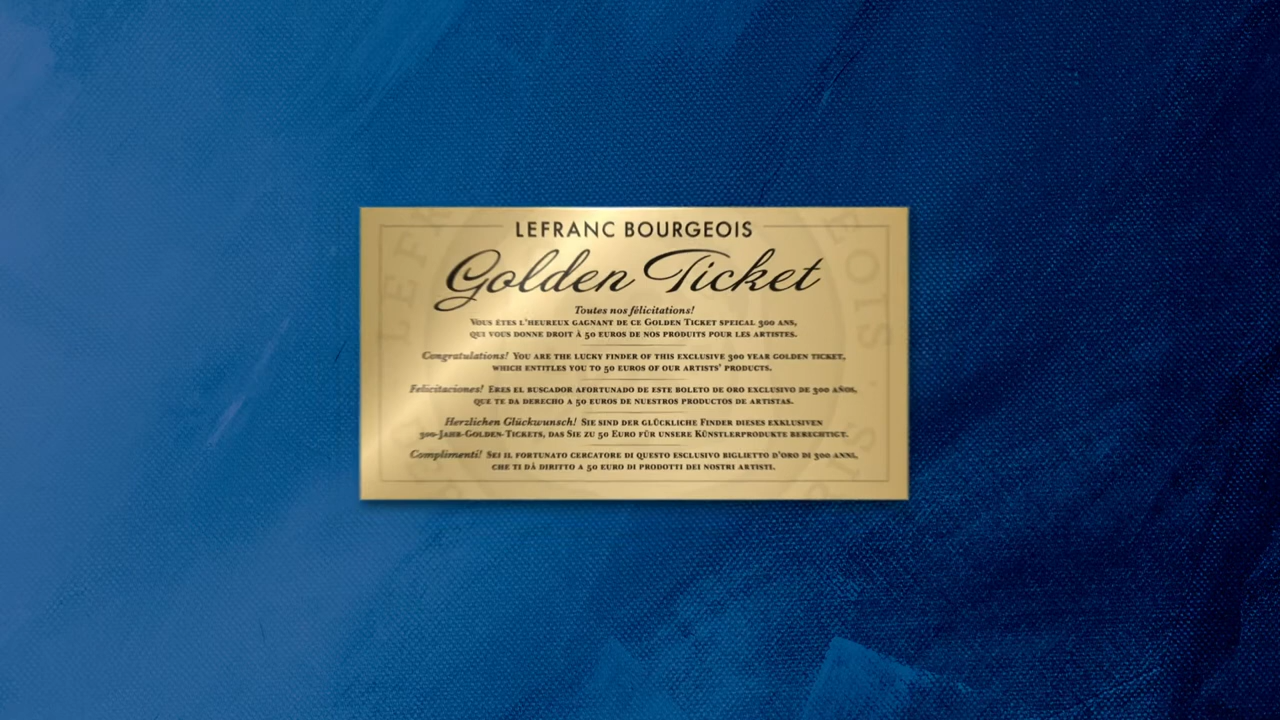 LEFRANC BOURGEOIS
Golden Ticket
Toutes nos félicitations!
Vous êtes l'heureux gagnant de ce Golden Ticket speical 300 ans,
qui vous donne droit à 50 euros de nos produits pour les artistes.
Congratulations! You are the lucky finder of this exclusive 300 year golden ticket,
which entitles you to 50 euros of our artists' products.
Felicitaciones! Eres el buscador afortunado de este boleto de oro exclusivo de 300 años,
que te da derecho a 50 euros de nuestros productos de artistas.
Herzlichen Glückwunsch! Sie sind der glückliche Finder dieses exklusiven
300-Jahr-Golden-Tickets, das Sie zu 50 Euro für unsere Künstlerprodukte berechtigt.
Complimenti! Sei il fortunato cercatore di questo esclusivo biglietto d'oro di 300 anni,
che ti dà diritto a 50 euro di prodotti dei nostri artisti.